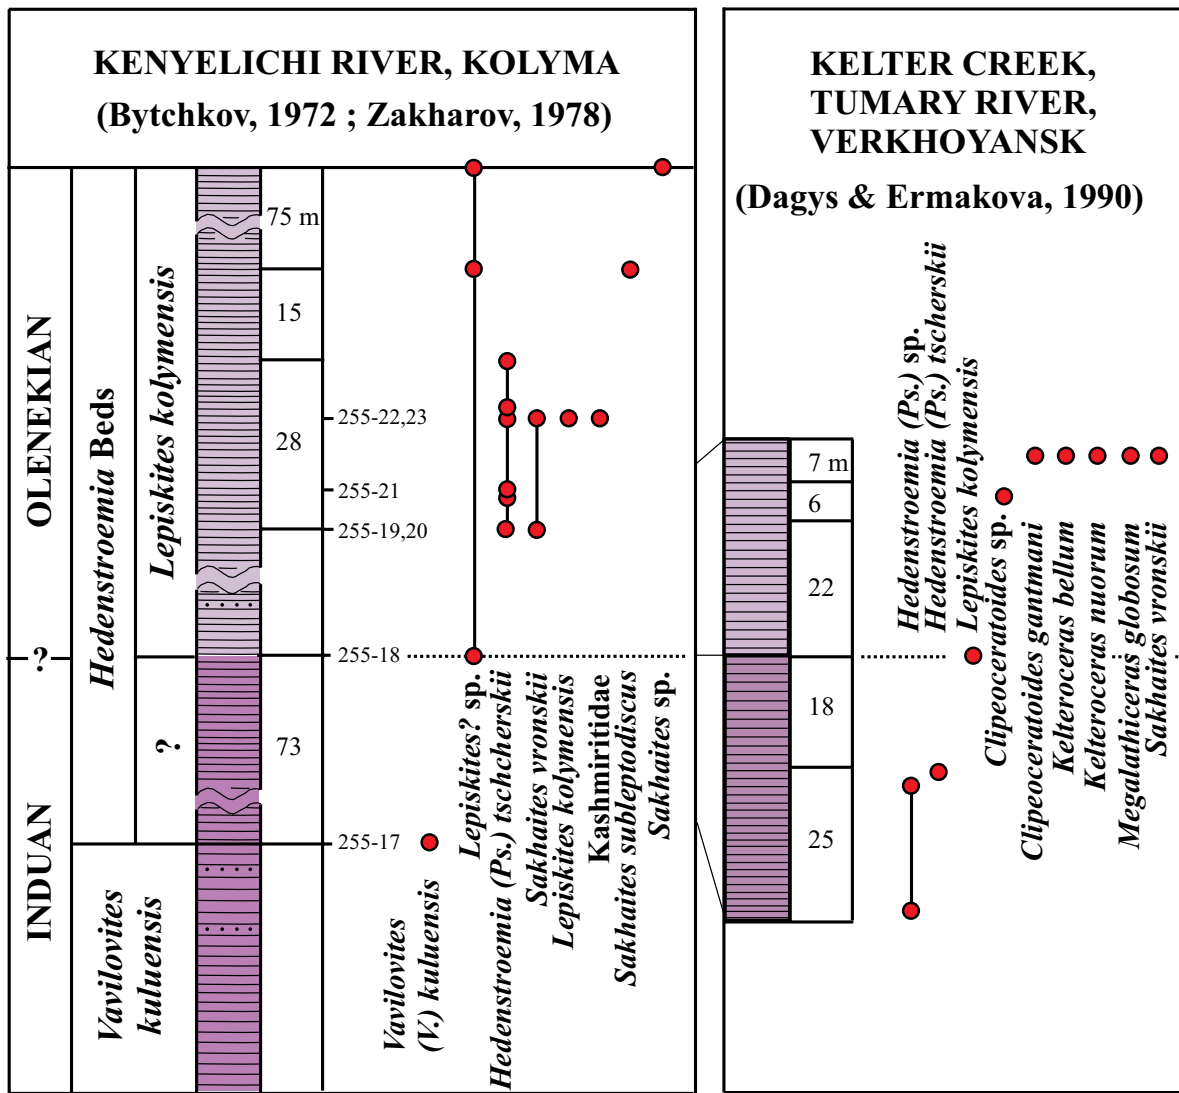 KENYELICHI RIVER, KOLYMA
(Bytchkov, 1972 ; Zakharov, 1978)
OLENEKIAN
?
INDUAN
Hedenstroemia Beds
Lepiskites kolymensis
?
Vavilovites
kuluensis
75 m
15
28
73
255-22,23
255-21
255-19,20
255-18
255-17
Vavilovites
(V.) kuluensis
Lepiskites? sp.
Hedenstroemia (Ps.) tschcherskii
Sakhaites vronskii
Lepiskites kolymensis
Kashmiritidae
Sakhaites subleptodiscus
Sakhaites sp.
KELTER CREEK,
TUMARY RIVER,
VERKHOYANSK
(Dagys & Ermakova, 1990)
7 m
6
22
18
25
Hedenstroemia (Ps.) sp.
Hedenstroemia (Ps.) tscherskii
Lepiskites kolymensis
Clipeoceratoides sp.
Clipeoceratoides gantmani
Kelteroceras bellum
Kelteroceras nuorum
Megalathiceras globosum
Sakhaites vronskii